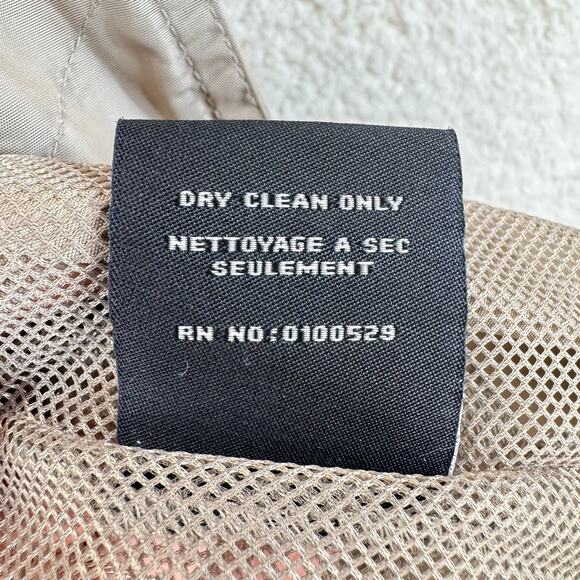 DRY CLEAN ONLY
NETTOYAGE A SEC
SEULEMENT
RN NO:0100529